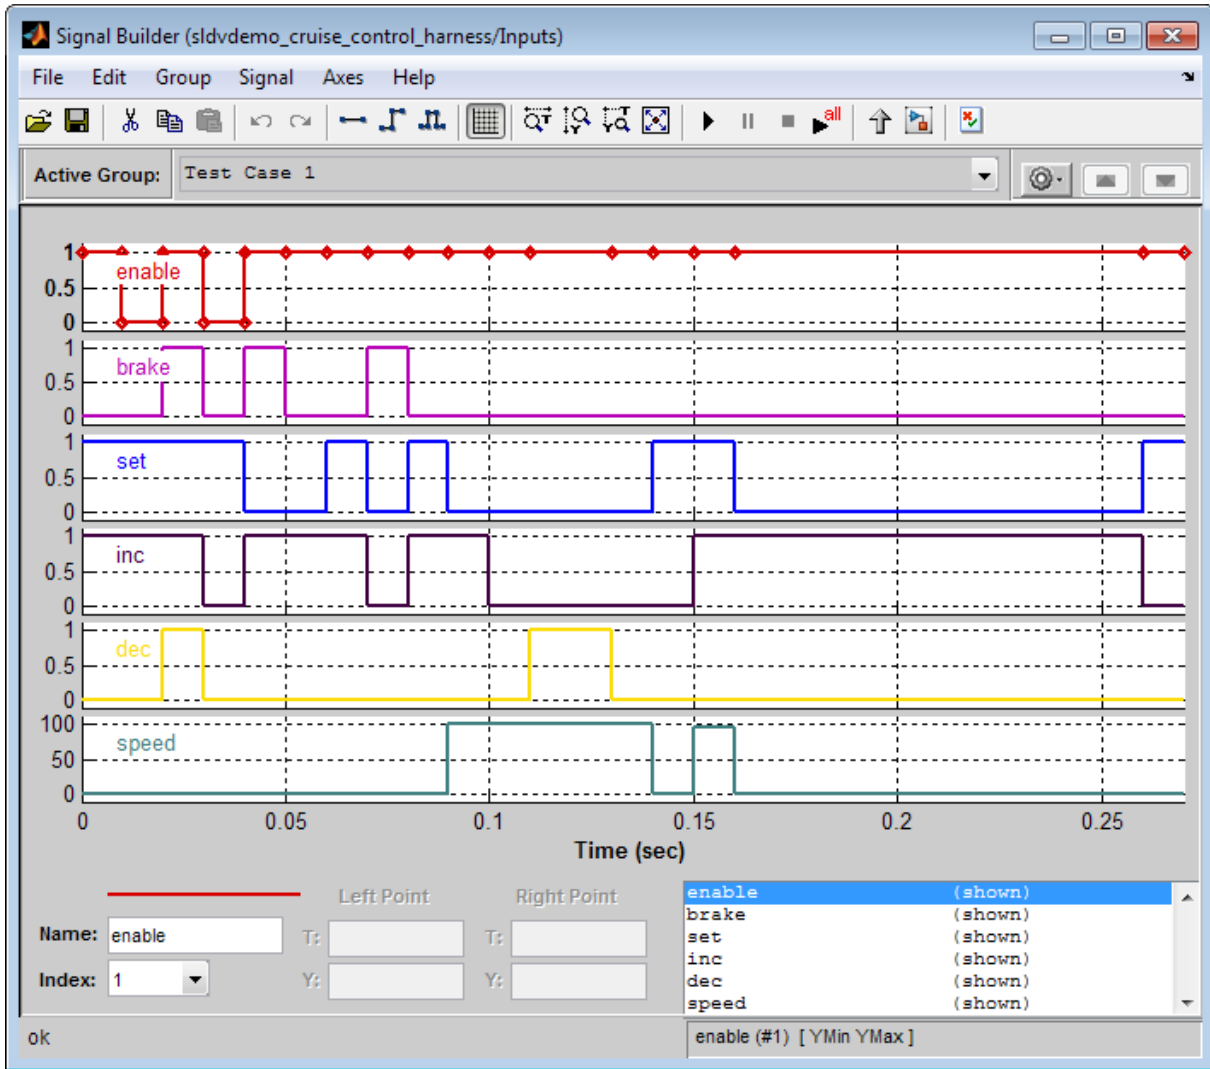 Signal Builder (sldvdemo_cruise_control_harness/Inputs)
File Edit Group Signal Axes Help
all
Active Group: Test Case 1
1
enable
0.5
0
1
brake
0.5
0
1
set
0.5
0
1
inc
0.5
0
1
dec
0.5
0
100
speed
50
0
0 0.05 0.1 0.15 0.2 0.25
Time (sec)
Left Point Right Point
Name: enable T: T:
Index: 1 Y: Y:
enable (shown)
brake (shown)
set (shown)
inc (shown)
dec (shown)
speed (shown)
ok
enable (#1) [ YMin YMax ]